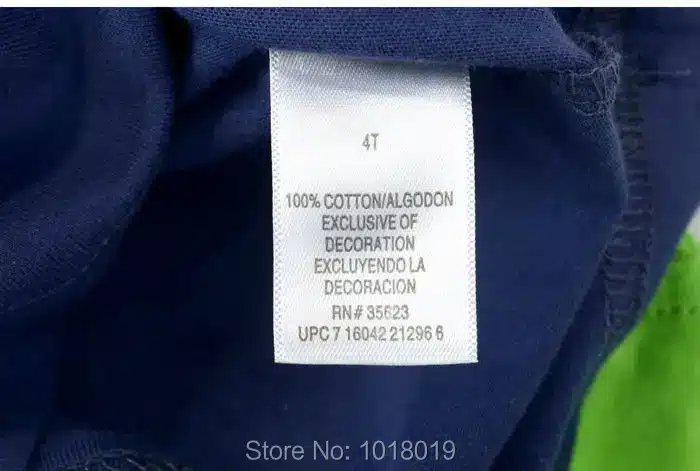 4T
100% COTTON/ALGODON
EXCLUSIVE OF
DECORATION
EXCLUYENDO LA
DECORACION
RN# 35623
UPC 7 16042 21296 6
Store No: 1018019